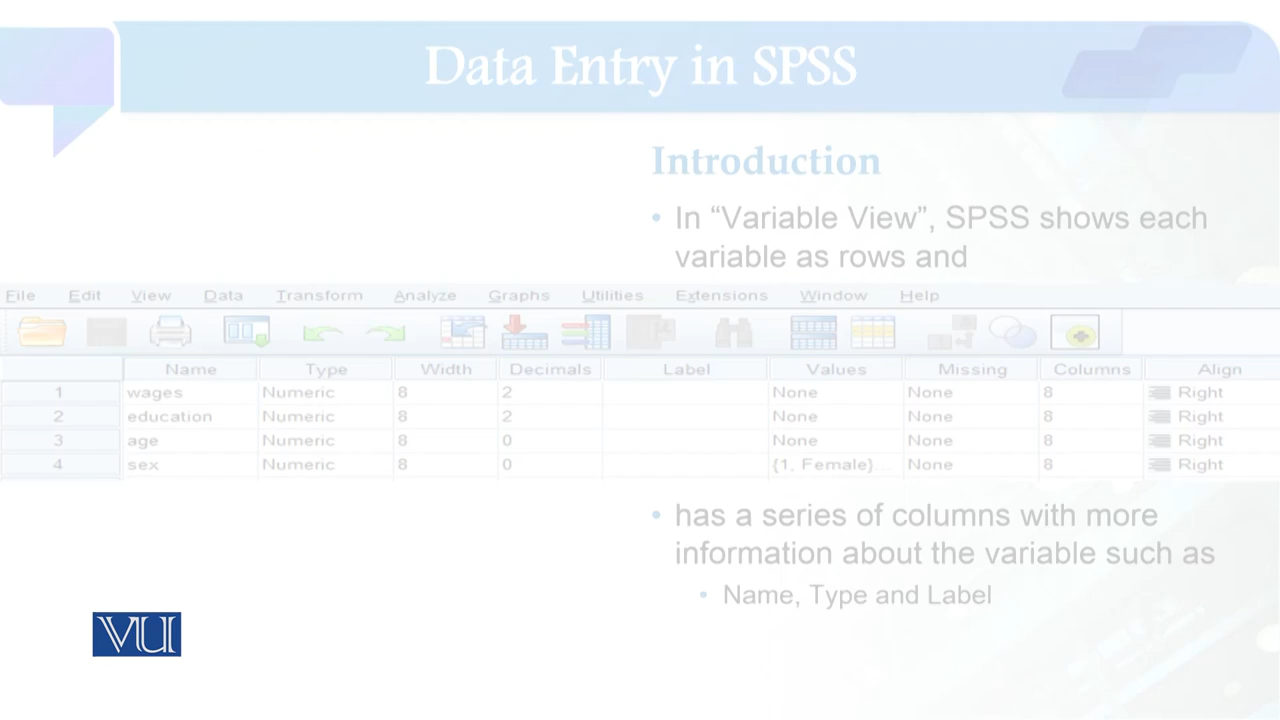 Data Entry in SPSS
Introduction
• In “Variable View”, SPSS shows each
variable as rows and
File Edit View Data Transform Analyze Graphs Utilities Extensions Window Help
Name Type Width Decimals Label Values Missing Columns Align
1 wages Numeric 8 2 None None 8 Right
2 education Numeric 8 2 None None 8 Right
3 age Numeric 8 0 None None 8 Right
4 sex Numeric 8 0 {1. Female}... None 8 Right
• has a series of columns with more
information about the variable such as
• Name, Type and Label
VU